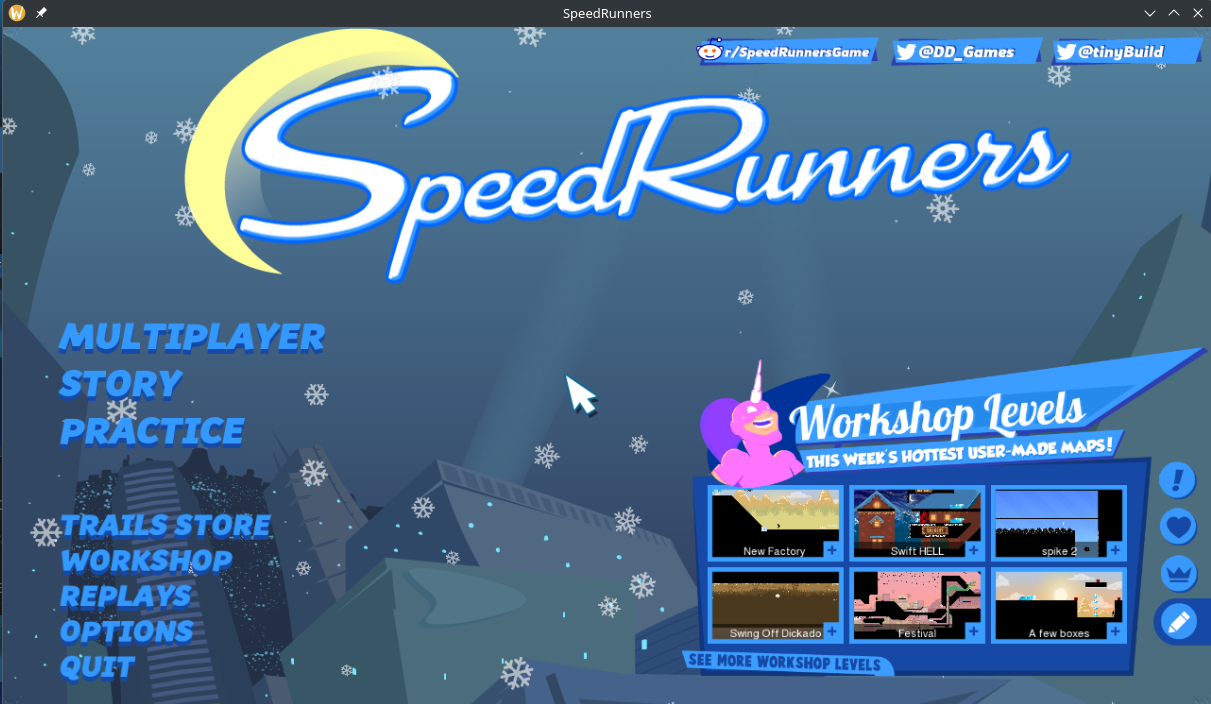 SpeedRunners
r/SpeedRunnersGame
@DD_Games
@tinyBuild
SpeedRunners
MULTIPLAYER
STORY
PRACTICE
TRAILS STORE
WORKSHOP
REPLAYS
OPTIONS
QUIT
Workshop Levels
THIS WEEK'S HOTTEST USER-MADE MAPS!
New Factory
Swift HELL
spike 2
Swing Off Dickado
Festival
A few boxes
SEE MORE WORKSHOP LEVELS